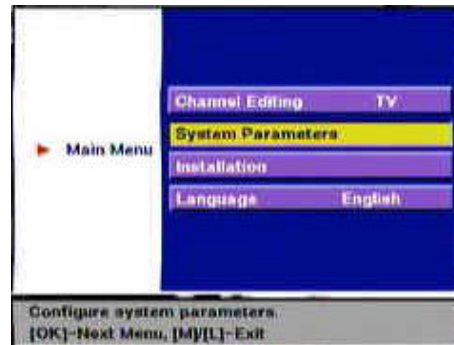 Channel Editing TV
System Parameters
Main Menu
Installation
Language English
Configure system parameters.
[OK]-Next Menu, [M]/[L]-Exit